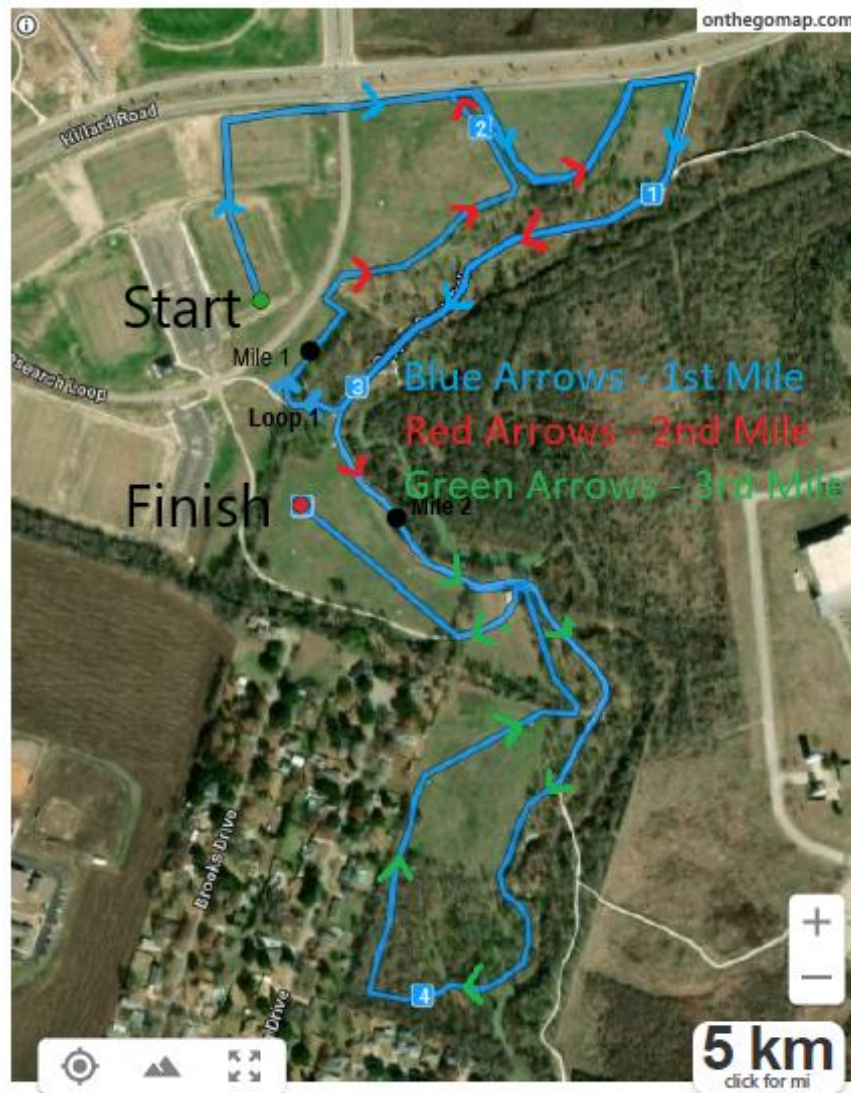 onthegomap.com
Hillard Road
2
1
Start
Mile 1
esearch Loop
3
Blue Arrows - 1st Mile
Loop 1
Red Arrows - 2nd Mile
Green Arrows - 3rd Mile
Finish
Mile 2
Brooks Drive
4
Drive
+
−
5 km
click for mi